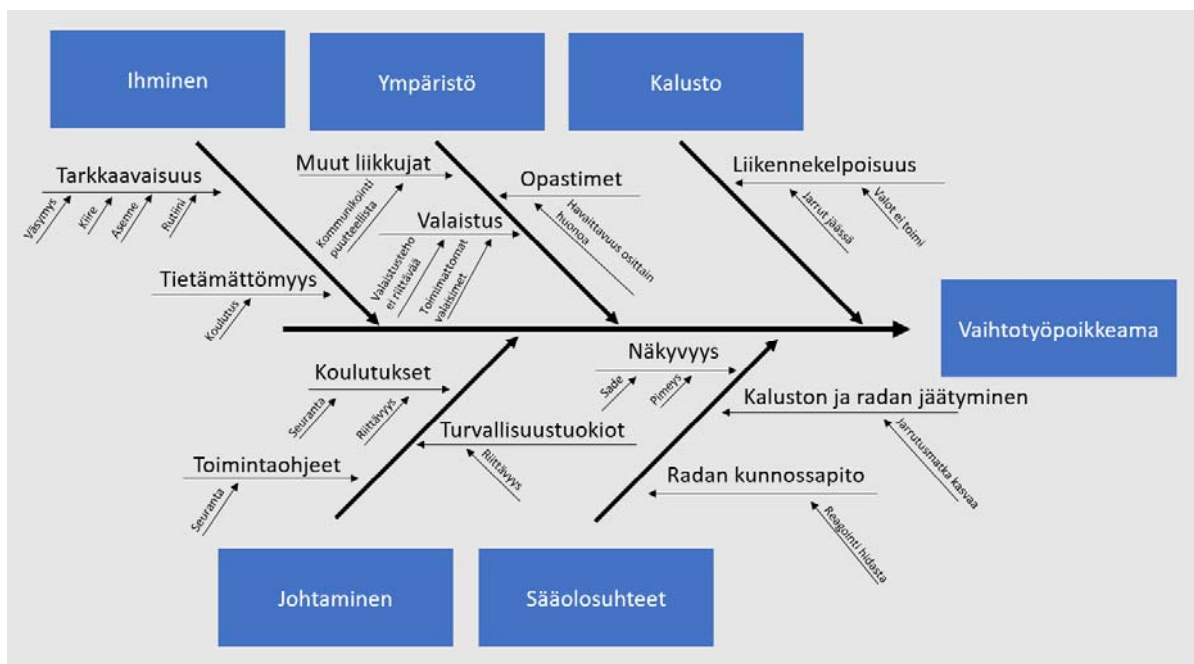 Ihminen
Ympäristö
Kalusto
Tarkkaavaisuus
Väsymys
Kiire
Asenne
Rutiini
Tietämättömyys
Koulutus
Muut liikkujat
Kommunikointi
puutteellista
Valaistus
Valaistusteho
ei riittävää
Toimimattomat
valaisimet
Opastimet
Havaittavuus osittain
huonoa
Liikennekelpoisuus
Jarrut jäässä
Valot ei toimi
Vaihtotyöpoikkeama
Koulutukset
Seuranta
Riittävyys
Turvallisuustuokiot
Riittävyys
Toimintaohjeet
Seuranta
Näkyvyys
Sade
Pimeys
Kaluston ja radan jäätyminen
Jarrutusmatka kasvaa
Radan kunnossapito
Reagointi hidasta
Johtaminen
Sääolosuhteet